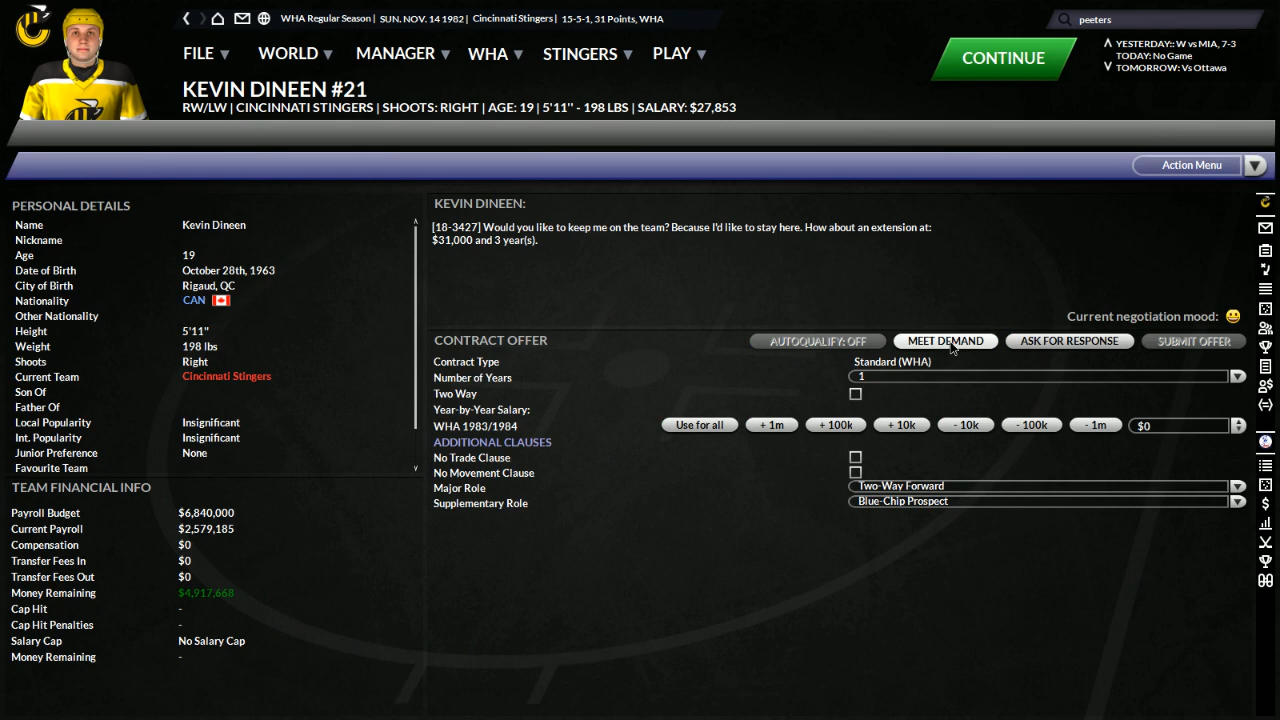 WHA Regular Season | SUN. NOV. 14 1982 | Cincinnati Stingers | 15-5-1, 31 Points, WHA
peeters
FILE WORLD MANAGER WHA STINGERS PLAY
CONTINUE
YESTERDAY:: W vs MIA, 7-3
TODAY: No Game
TOMORROW: Vs Ottawa
KEVIN DINEEN #21
RW/LW | CINCINNATI STINGERS | SHOOTS: RIGHT | AGE: 19 | 5'11" - 198 LBS | SALARY: $27,853
Action Menu
PERSONAL DETAILS
Name Kevin Dineen
Nickname
Age 19
Date of Birth October 28th, 1963
City of Birth Rigaud, QC
Nationality CAN
Other Nationality
Height 5'11"
Weight 198 lbs
Shoots Right
Current Team Cincinnati Stingers
Son Of
Father Of
Local Popularity Insignificant
Int. Popularity Insignificant
Junior Preference None
Favourite Team
TEAM FINANCIAL INFO
Payroll Budget $6,840,000
Current Payroll $2,579,185
Compensation $0
Transfer Fees In $0
Transfer Fees Out $0
Money Remaining $4,917,668
Cap Hit -
Cap Hit Penalties -
Salary Cap No Salary Cap
Money Remaining -
KEVIN DINEEN:
[18-3427] Would you like to keep me on the team? Because I'd like to stay here. How about an extension at:
$31,000 and 3 year(s).
Current negotiation mood:
CONTRACT OFFER AUTOQUALIFY: OFF MEET DEMAND ASK FOR RESPONSE SUBMIT OFFER
Contract Type Standard (WHA)
Number of Years 1
Two Way
Year-by-Year Salary:
WHA 1983/1984 Use for all + 1m + 100k + 10k - 10k - 100k - 1m $0
ADDITIONAL CLAUSES
No Trade Clause
No Movement Clause
Major Role Two-Way Forward
Supplementary Role Blue-Chip Prospect